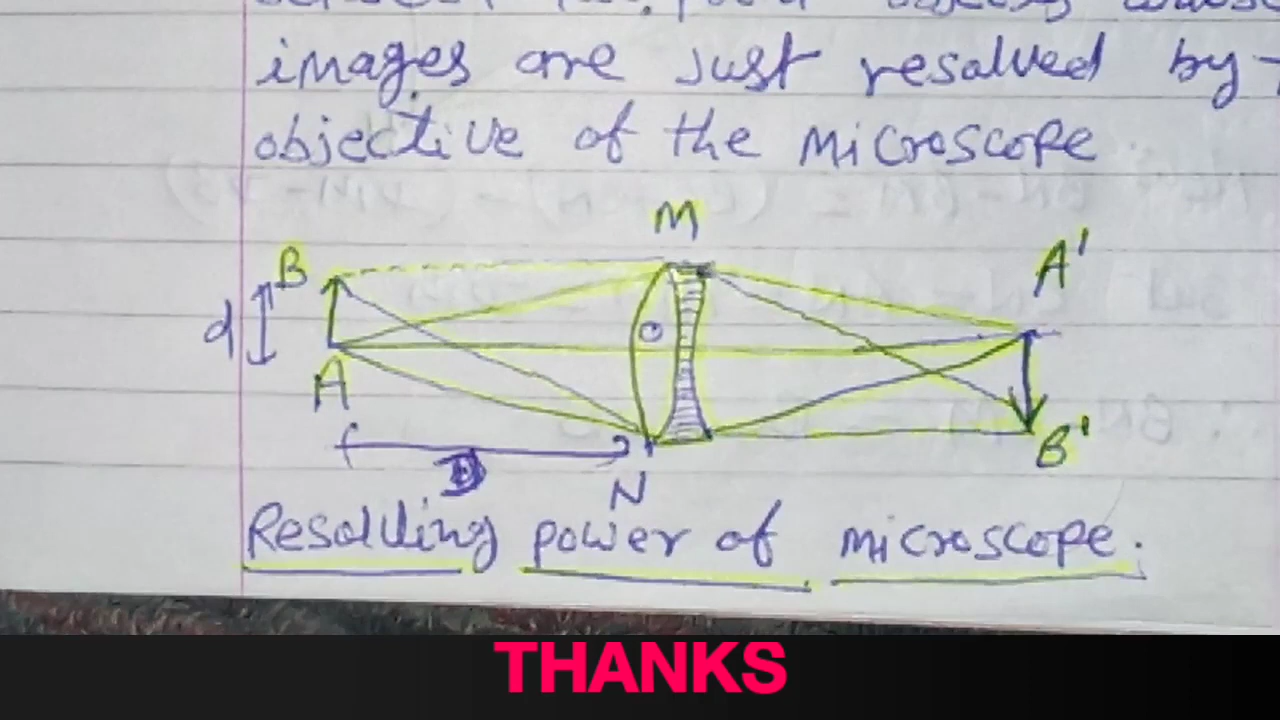 images are just resolved by
objective of the microscope
M
B
A'
d
A
B'
D
N
Resolving power of microscope.
THANKS